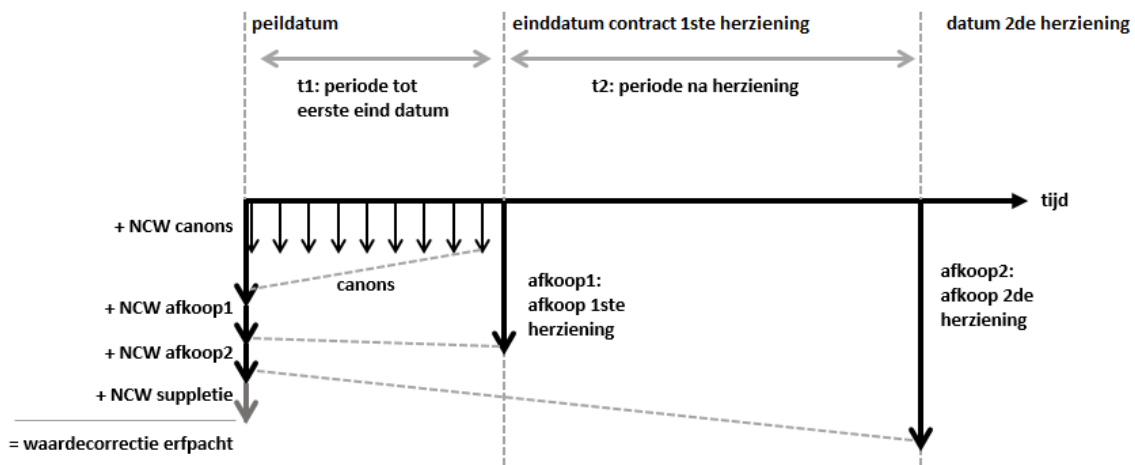 peildatum
einddatum contract 1ste herziening
datum 2de herziening
t1: periode tot
eerste eind datum
t2: periode na herziening
tijd
+ NCW canons
canons
afkoop1:
afkoop 1ste
herziening
afkoop2:
afkoop 2de
herziening
+ NCW afkoop1
+ NCW afkoop2
+ NCW suppletie
= waardecorrectie erfpacht